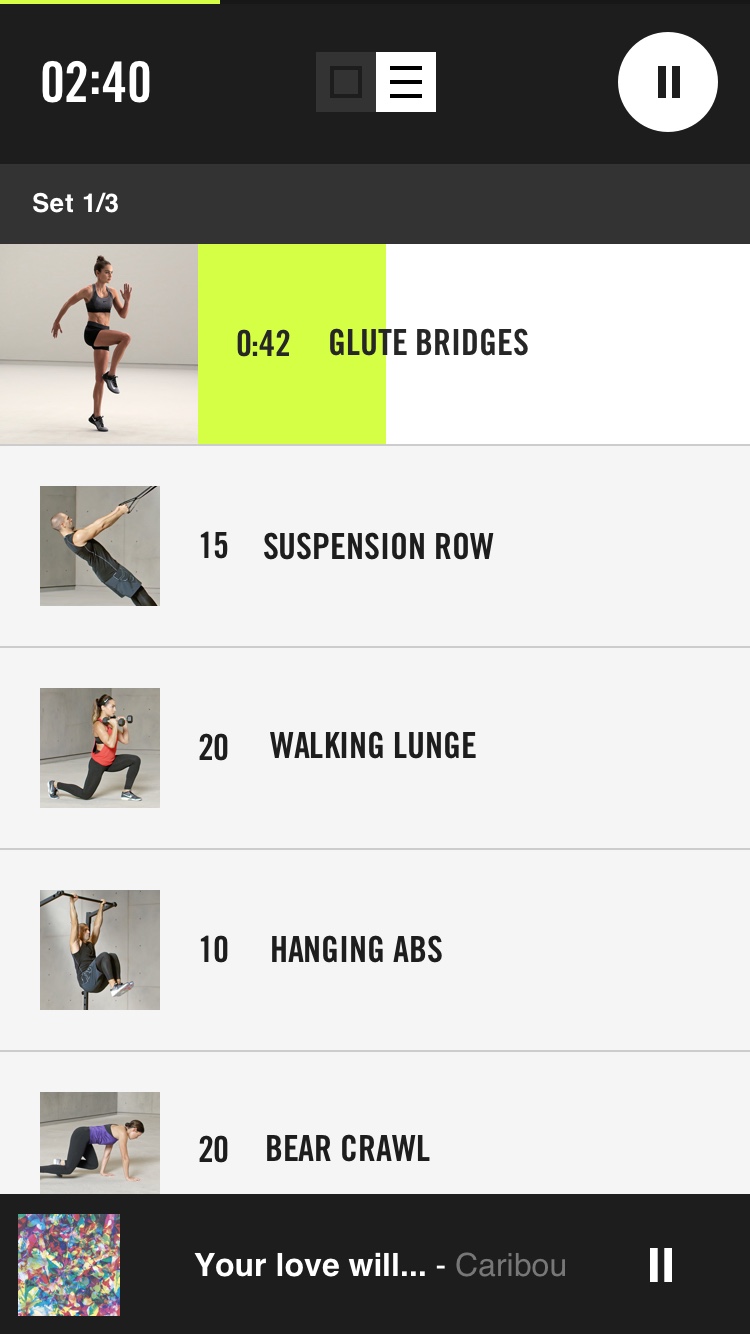 02:40
Set 1/3
0:42 GLUTE BRIDGES
15 SUSPENSION ROW
20 WALKING LUNGE
10 HANGING ABS
20 BEAR CRAWL
Your love will... - Caribou